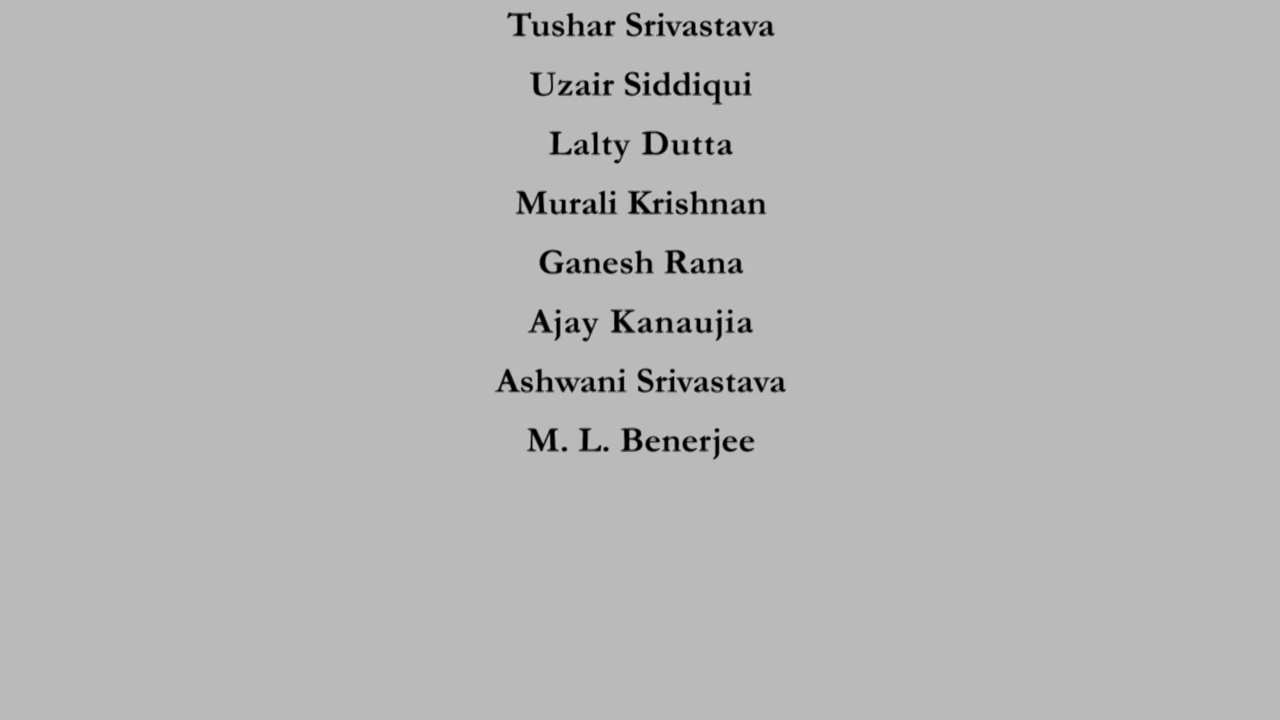 Tushar Srivastava
Uzair Siddiqui
Lalty Dutta
Murali Krishnan
Ganesh Rana
Ajay Kanaujia
Ashwani Srivastava
M. L. Benerjee